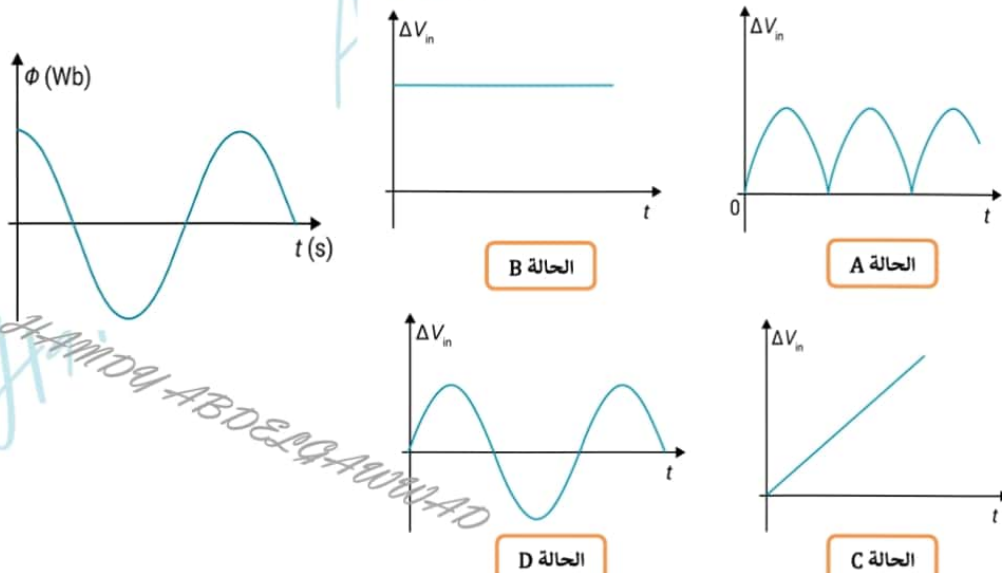 Φ (Wb)
t (s)
ΔV_in
t
الحالة B
ΔV_in
0
t
الحالة A
ΔV_in
t
الحالة D
ΔV_in
t
الحالة C
HAMDY ABDELGAWWAD